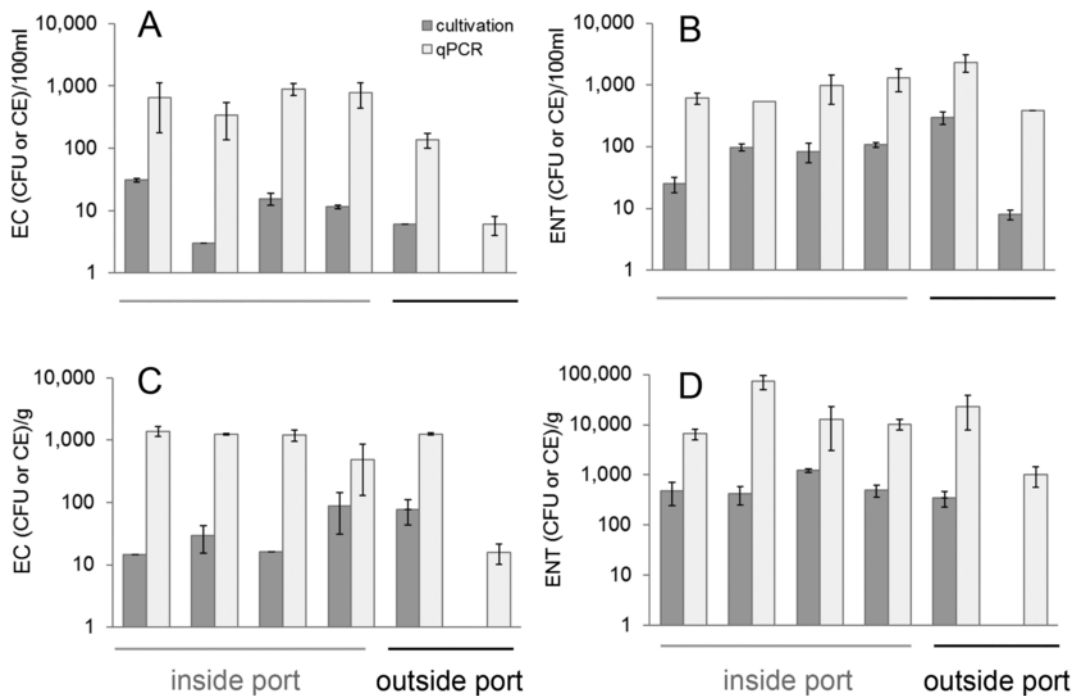 A
cultivation
qPCR
EC (CFU or CE)/100ml
10,000
1,000
100
10
1
B
ENT (CFU or CE)/100ml
10,000
1,000
100
10
1
C
EC (CFU or CE)/g
10,000
1,000
100
10
1
inside port
outside port
D
ENT (CFU or CE)/g
100,000
10,000
1,000
100
10
1
inside port
outside port